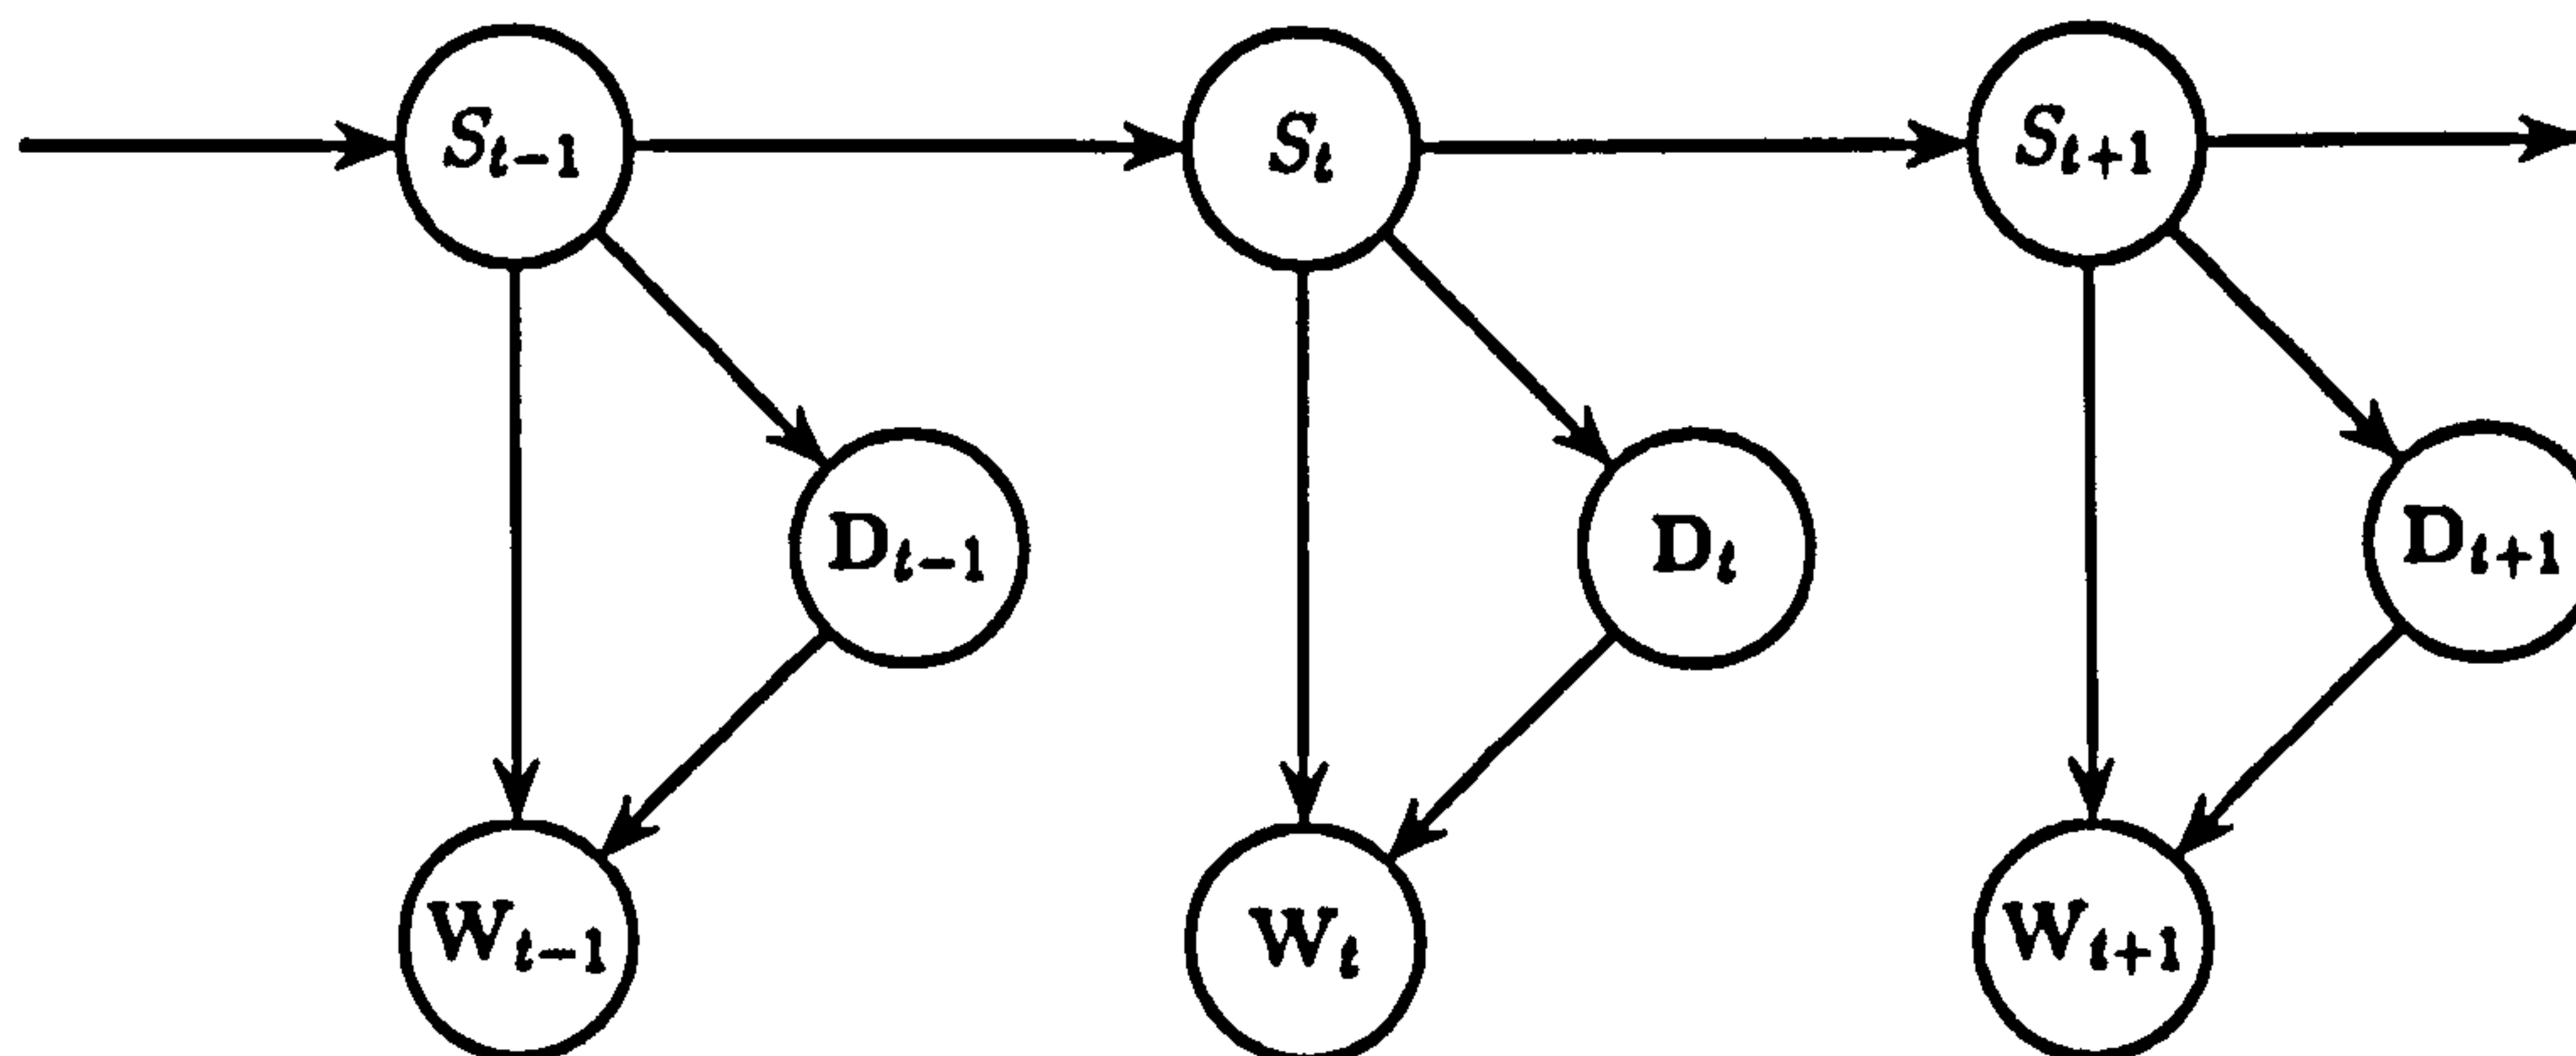 S_{t-1} S_t S_{t+1}
D_{t-1} D_t D_{t+1}
W_{t-1} W_t W_{t+1}